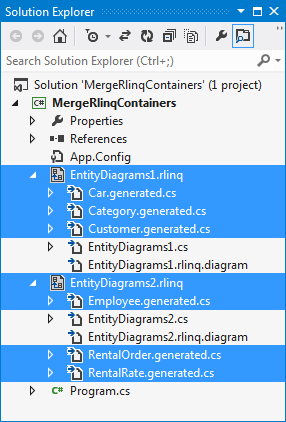 Solution Explorer
Search Solution Explorer (Ctrl+;)
Solution 'MergeRlinqContainers' (1 project)
C# MergeRlinqContainers
Properties
References
App.Config
EntityDiagrams1.rlinq
Car.generated.cs
Category.generated.cs
Customer.generated.cs
EntityDiagrams1.cs
EntityDiagrams1.rlinq.diagram
EntityDiagrams2.rlinq
Employee.generated.cs
EntityDiagrams2.cs
EntityDiagrams2.rlinq.diagram
RentalOrder.generated.cs
RentalRate.generated.cs
C# Program.cs